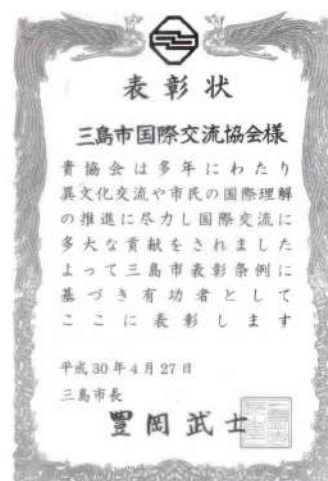 表彰状
三島市国際交流協会様
貴協会は多年にわたり
異文化交流や市民の国際理解
の推進に尽力し国際交流に
多大な貢献をされました
よって三島市表彰条例に
基づき有功者として
ここに表彰します
平成30年4月27日
三島市長
豊岡武士